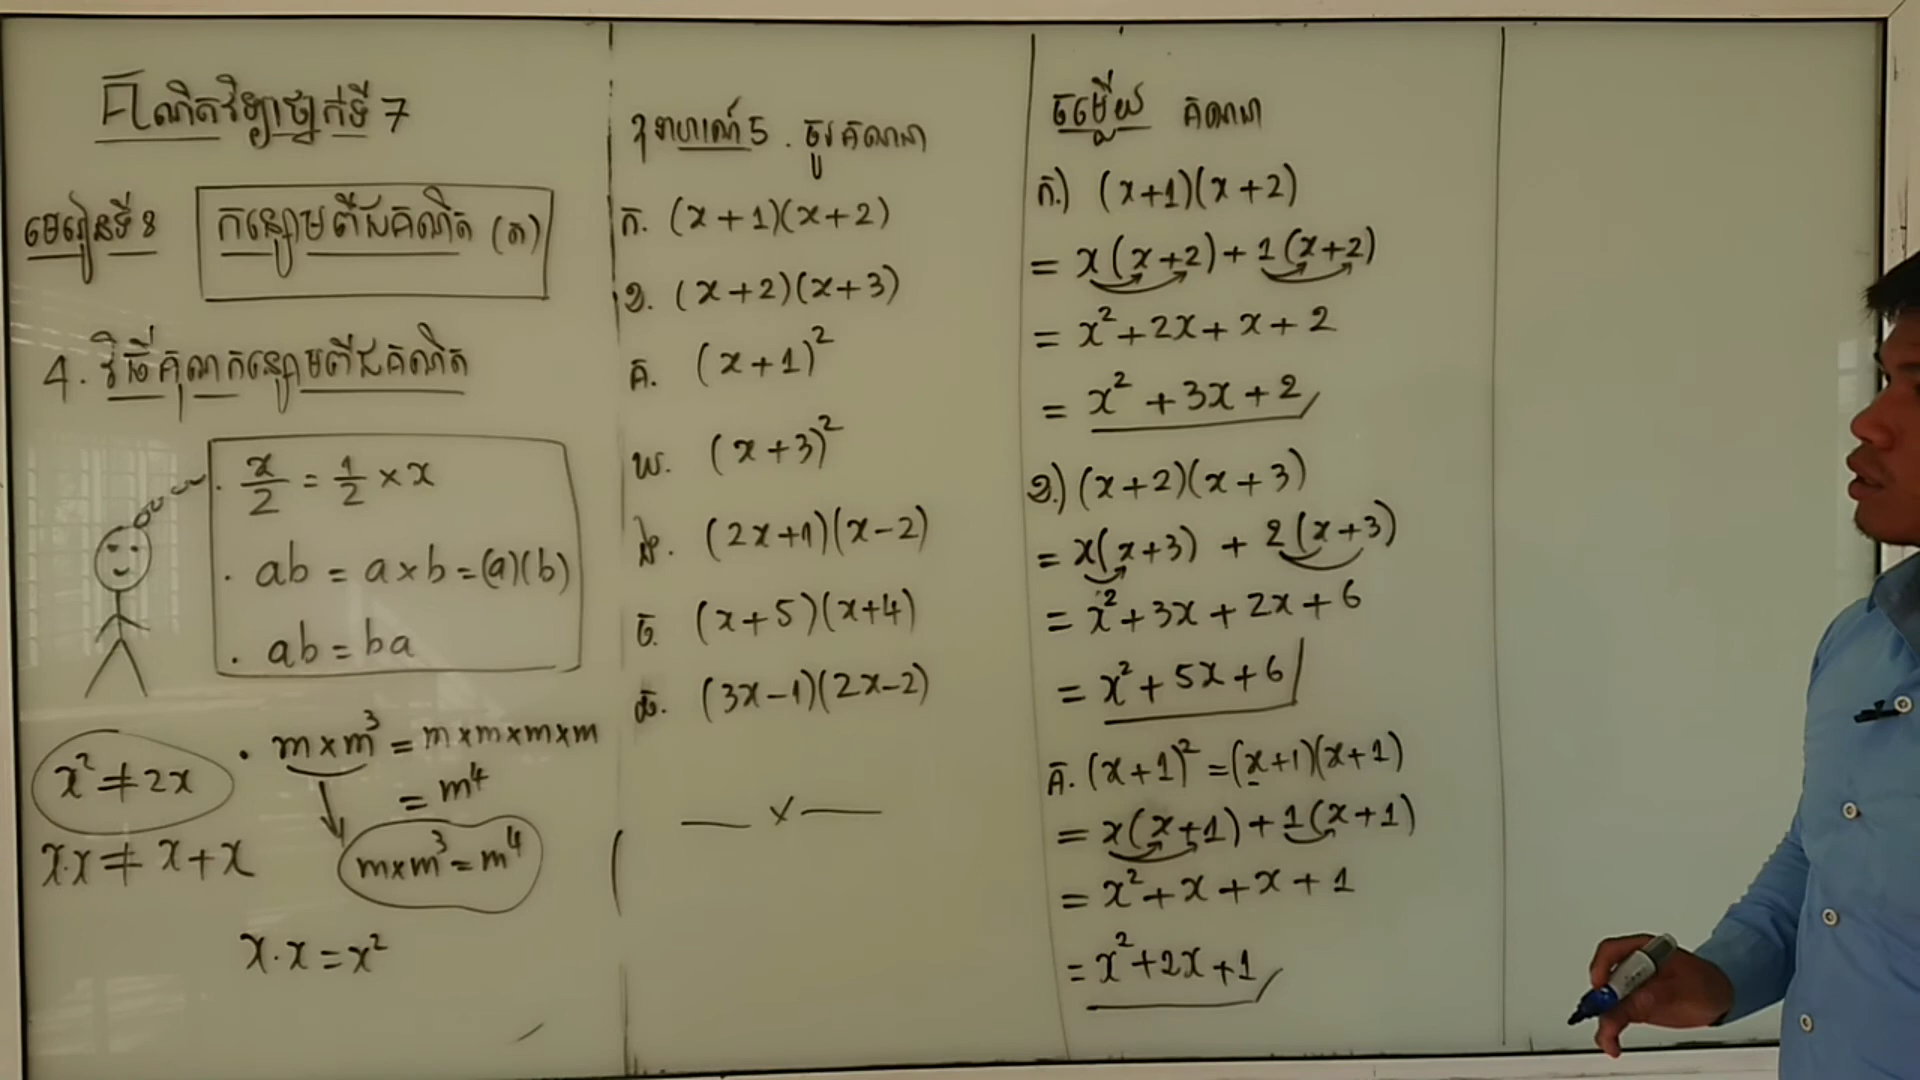 គណិតវិទ្យាថ្នាក់ទី 7
មេរៀនទី 8 កន្សោមពីជគណិត (ត)
4. វិធីគុណកន្សោមពីជគណិត
. x/2 = 1/2 × x
. ab = a×b = (a)(b)
. ab = ba
x² ≠ 2x
x.x ≠ x+x
. m×m³ = m×m×m×m
= m⁴
m×m³ = m⁴
x.x = x²
ឧទាហរណ៍ 5 . ចូរគណនា
ក. (x+1)(x+2)
ខ. (x+2)(x+3)
គ. (x+1)²
ឃ. (x+3)²
ង. (2x+1)(x-2)
ច. (x+5)(x+4)
ឆ. (3x-1)(2x-2)
— x —
ចម្លើយ គណនា
ក.) (x+1)(x+2)
= x(x+2)+1(x+2)
= x²+2x+x+2
= x²+3x+2
ខ.) (x+2)(x+3)
= x(x+3) + 2(x+3)
= x²+3x+2x+6
= x²+5x+6
គ. (x+1)² = (x+1)(x+1)
= x(x+1)+1(x+1)
= x²+x+x+1
= x²+2x+1